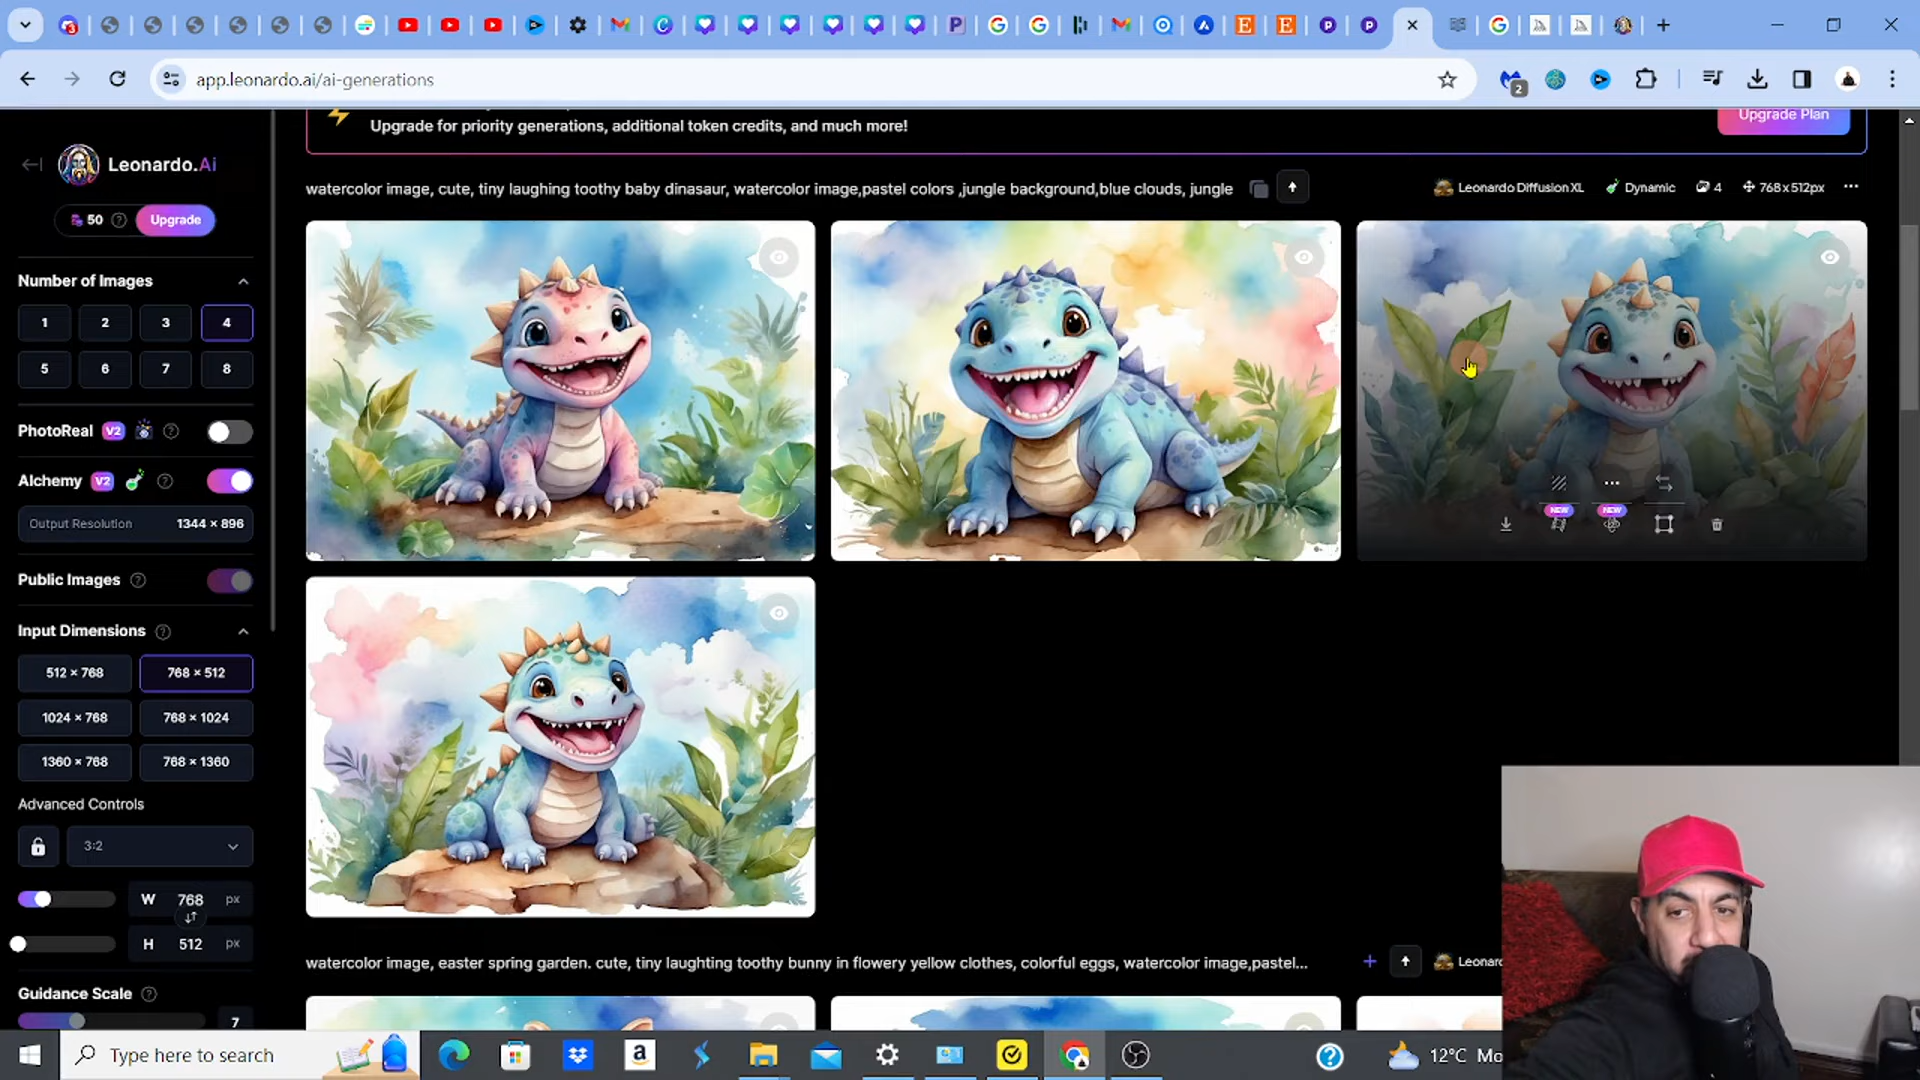 app.leonardo.ai/ai-generations
2
Upgrade for priority generations, additional token credits, and much more!
Upgrade Plan
Leonardo.Ai
50
Upgrade
watercolor image, cute, tiny laughing toothy baby dinasaur, watercolor image,pastel colors ,jungle background,blue clouds, jungle
Leonardo Diffusion XL
Dynamic
4
768 x 512px
Number of Images
1 2 3 4
5 6 7 8
PhotoReal V2
Alchemy V2
Output Resolution 1344 × 896
Public Images
Input Dimensions
512 × 768 768 × 512
1024 × 768 768 × 1024
1360 × 768 768 × 1360
Advanced Controls
3:2
W 768 px
H 512 px
Guidance Scale
7
NEW NEW
watercolor image, easter spring garden. cute, tiny laughting toothy bunny in flowery yellow clothes, colorful eggs, watercolor image,pastel...
Leonard
Type here to search
12°C Mo